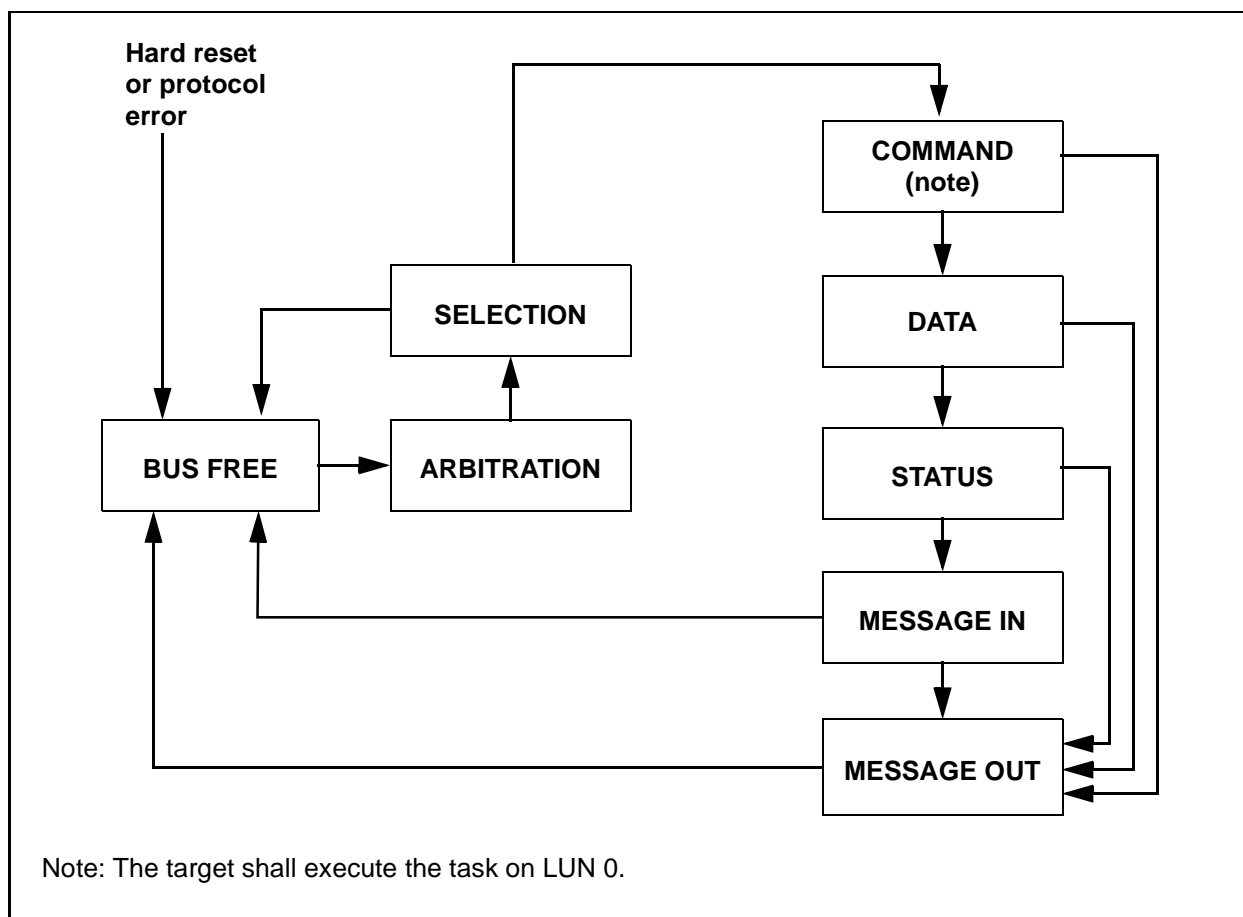 Hard reset
or protocol
error
COMMAND
(note)
SELECTION
DATA
BUS FREE
ARBITRATION
STATUS
MESSAGE IN
MESSAGE OUT
Note: The target shall execute the task on LUN 0.